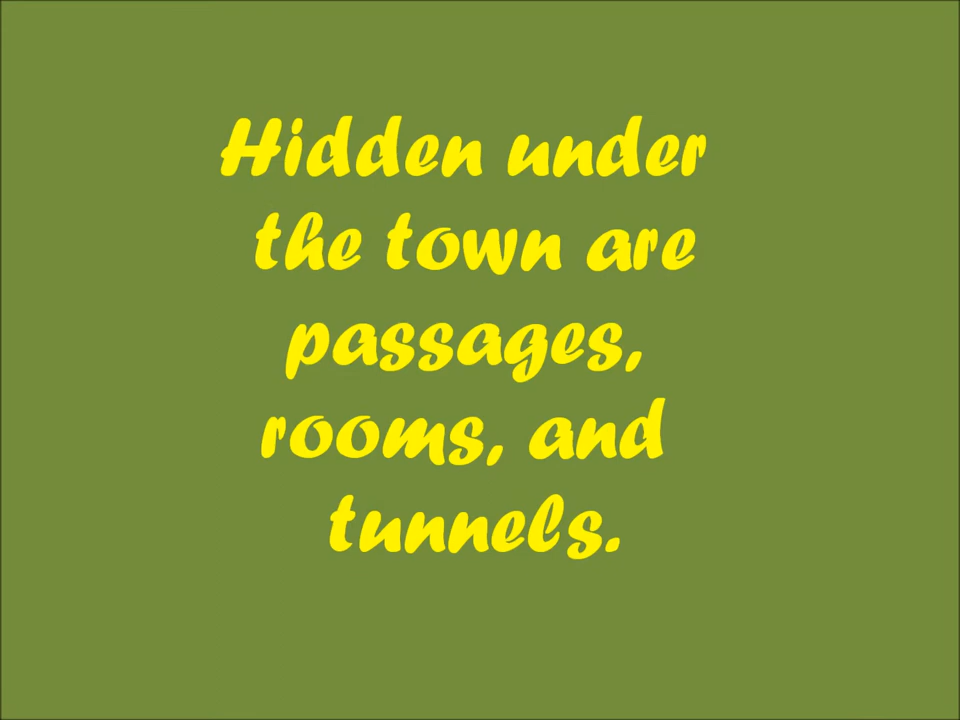 Hidden under
the town are
passages,
rooms, and
tunnels.